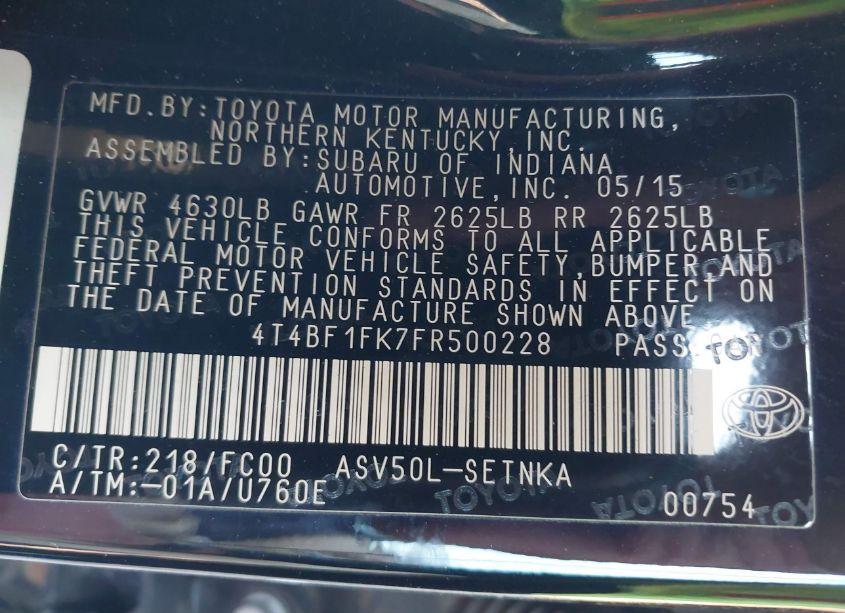 MFD.BY:TOYOTA MOTOR MANUFACTURING,
NORTHERN KENTUCKY,INC.
ASSEMBLED BY:SUBARU OF INDIANA
AUTOMOTIVE,INC. 05/15
GVWR 4630LB GAWR FR 2625LB RR 2625LB
THIS VEHICLE CONFORMS TO ALL APPLICABLE
FEDERAL MOTOR VEHICLE SAFETY,BUMPER,AND
THEFT PREVENTION STANDARDS IN EFFECT ON
THE DATE OF MANUFACTURE SHOWN ABOVE.
4T4BF1FK7FR500228 PASS.
C/TR:218/FC00 ASV50L-SETNKA
A/TM:-01A/U760E
00754